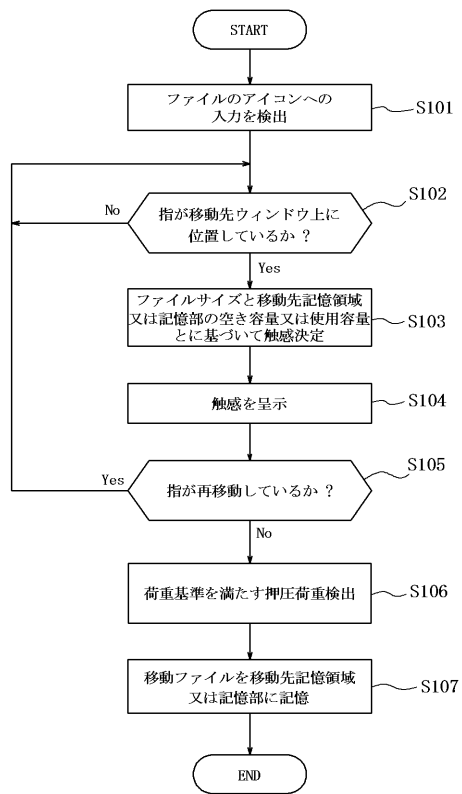 START
ファイルのアイコンへの
入力を検出
S101
指が移動先ウィンドウ上に
位置しているか？
S102
No
Yes
ファイルサイズと移動先記憶領域
又は記憶部の空き容量又は使用容量
とに基づいて触感決定
S103
触感を呈示
S104
指が再移動しているか？
S105
Yes
No
荷重基準を満たす押圧荷重検出
S106
移動ファイルを移動先記憶領域
又は記憶部に記憶
S107
END